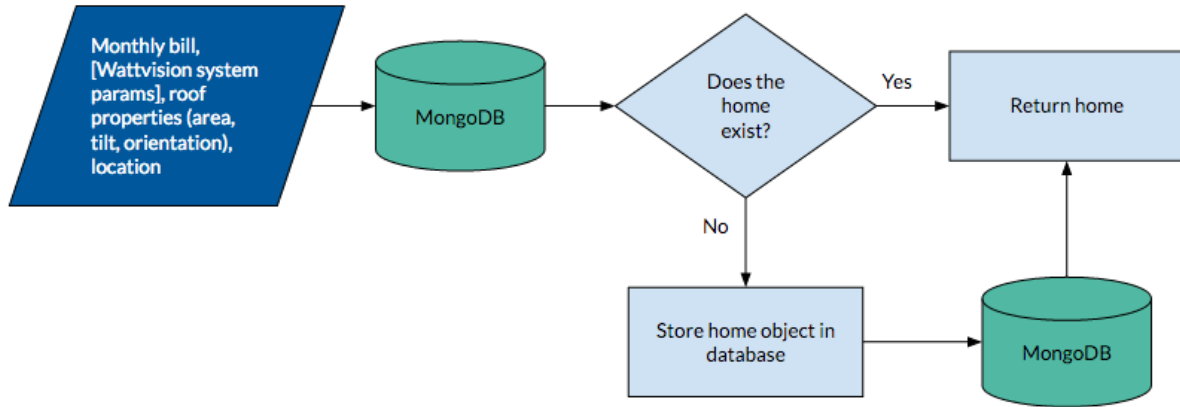 Monthly bill,
[Wattvision system
params], roof
properties (area,
tilt, orientation),
location
MongoDB
Does the
home
exist?
Yes
Return home
No
Store home object in
database
MongoDB